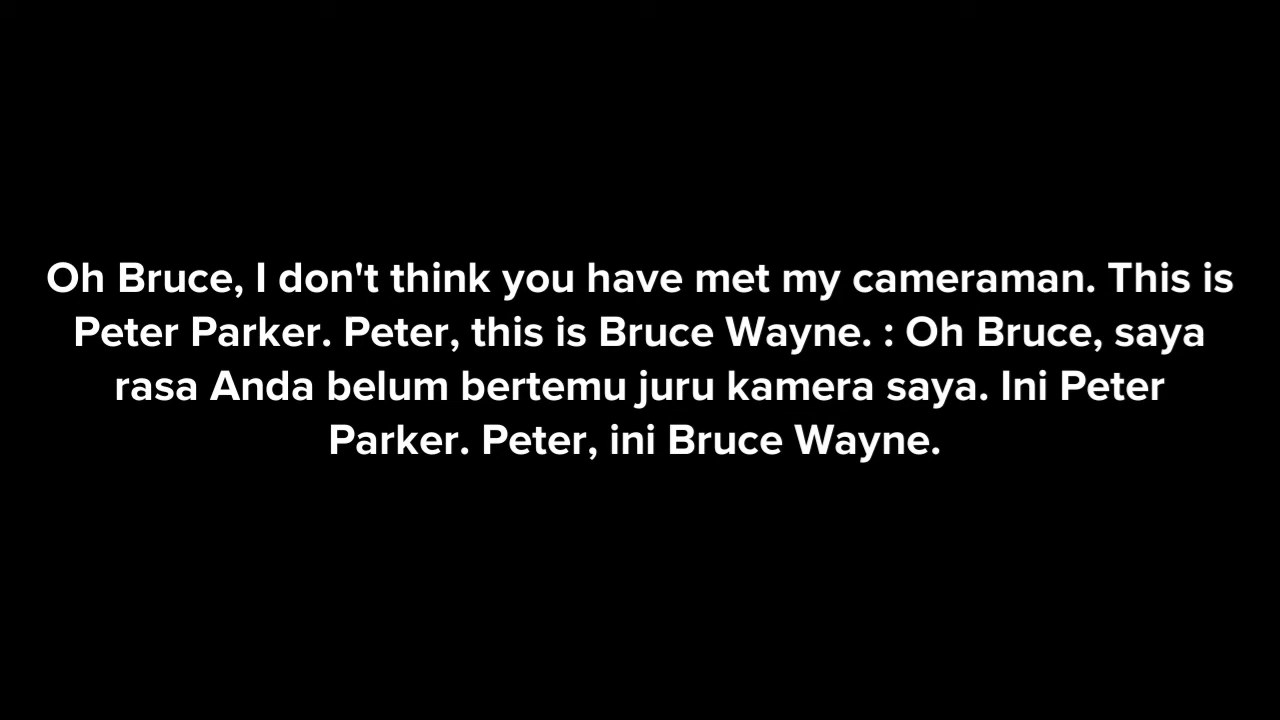 Oh Bruce, I don't think you have met my cameraman. This is
Peter Parker. Peter, this is Bruce Wayne. : Oh Bruce, saya
rasa Anda belum bertemu juru kamera saya. Ini Peter
Parker. Peter, ini Bruce Wayne.